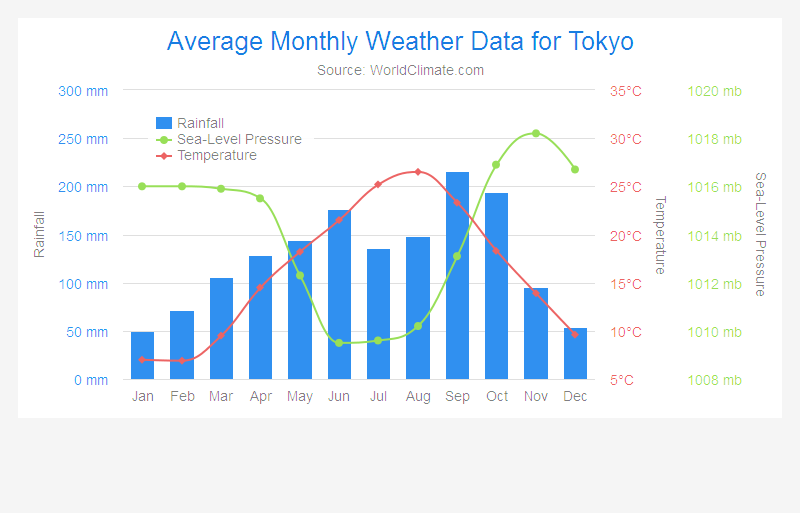 Average Monthly Weather Data for Tokyo
Source: WorldClimate.com
300 mm
250 mm
200 mm
150 mm
100 mm
50 mm
0 mm
Rainfall
Rainfall
Sea-Level Pressure
Temperature
35°C
30°C
25°C
20°C
15°C
10°C
5°C
Temperature
1020 mb
1018 mb
1016 mb
1014 mb
1012 mb
1010 mb
1008 mb
Sea-Level Pressure
Jan Feb Mar Apr May Jun Jul Aug Sep Oct Nov Dec